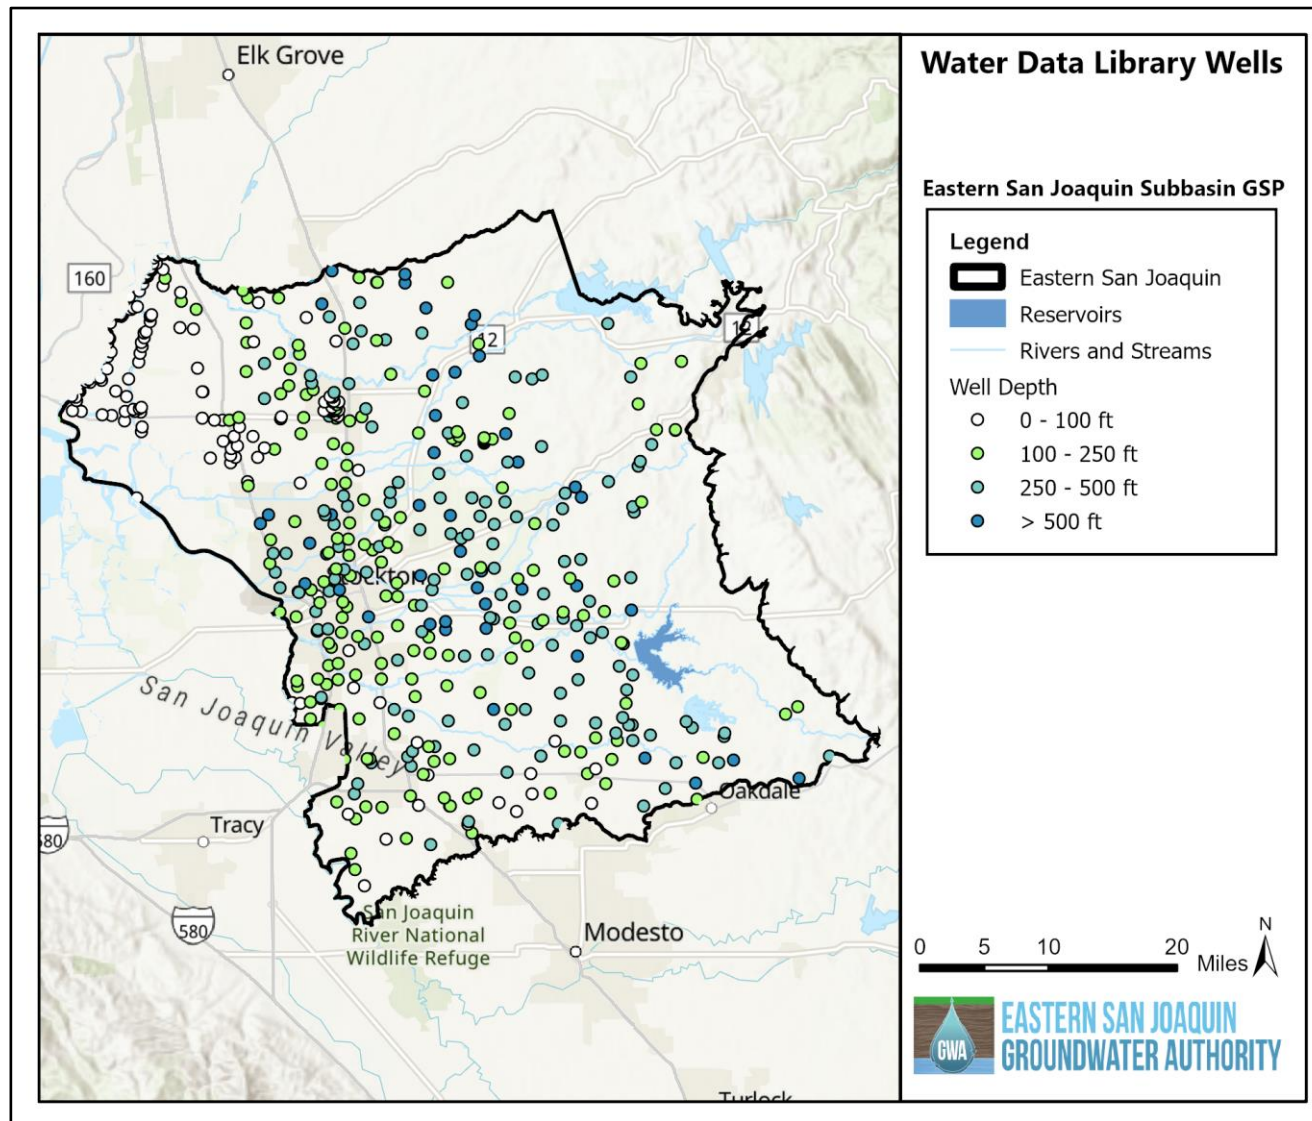 Elk Grove
160
12
12
Stockton
San Joaquin Valley
Oakdale
Tracy
580
580
San Joaquin
River National
Wildlife Refuge
Modesto
Turlock
Water Data Library Wells
Eastern San Joaquin Subbasin GSP
Legend
Eastern San Joaquin
Reservoirs
Rivers and Streams
Well Depth
0 - 100 ft
100 - 250 ft
250 - 500 ft
> 500 ft
N
0 5 10 20
Miles
GWA
EASTERN SAN JOAQUIN
GROUNDWATER AUTHORITY